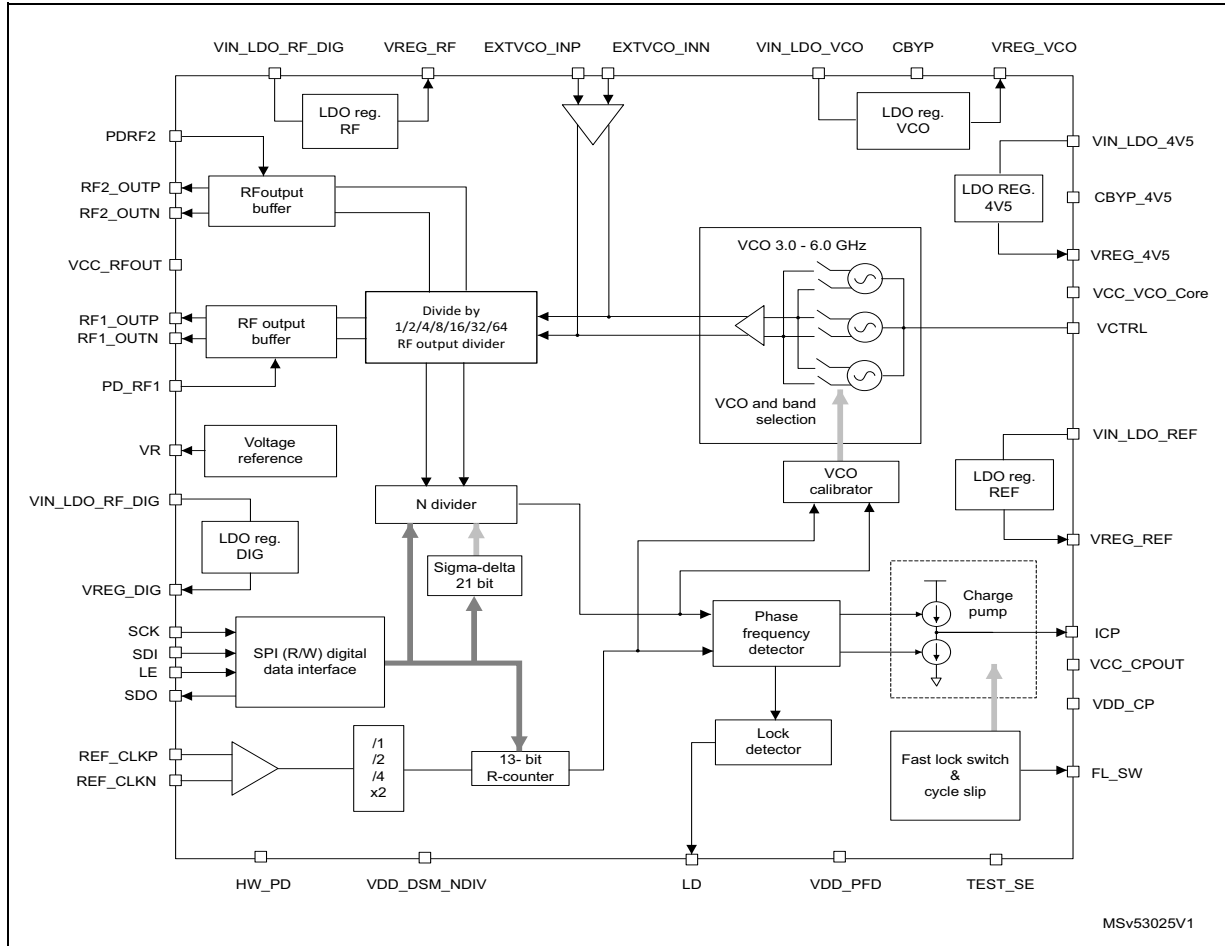 VIN_LDO_RF_DIG
VREG_RF
EXTVCO_INP
EXTVCO_INN
VIN_LDO_VCO
CBYP
VREG_VCO
LDO reg.
RF
LDO reg.
VCO
PDRF2
VIN_LDO_4V5
RF2_OUTP
RF2_OUTN
RFoutput
buffer
LDO REG.
4V5
CBYP_4V5
VCC_RFOUT
VCO 3.0 - 6.0 GHz
VREG_4V5
VCC_VCO_Core
RF1_OUTP
RF1_OUTN
RF output
buffer
Divide by
1/2/4/8/16/32/64
RF output divider
VCTRL
PD_RF1
VCO and band
selection
VR
Voltage
reference
VIN_LDO_REF
VIN_LDO_RF_DIG
N divider
VCO
calibrator
LDO reg.
REF
LDO reg.
DIG
VREG_REF
VREG_DIG
Sigma-delta
21 bit
Phase
frequency
detector
Charge
pump
SCK
SDI
LE
SDO
SPI (R/W) digital
data interface
ICP
VCC_CPOUT
VDD_CP
REF_CLKP
REF_CLKN
/1
/2
/4
x2
13- bit
R-counter
Lock
detector
Fast lock switch
&
cycle slip
FL_SW
HW_PD
VDD_DSM_NDIV
LD
VDD_PFD
TEST_SE
MSv53025V1